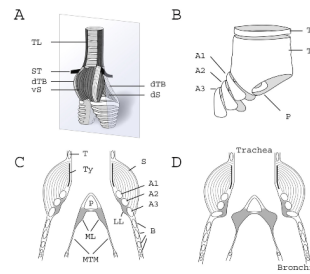 A
TL
ST
dTB
vS
dTB
dS
B
T
T
A1
A2
A3
P
C
T
Ty
S
A1
A2
A3
P
LL
ML
B
MTM
D
Trachea
Bronch